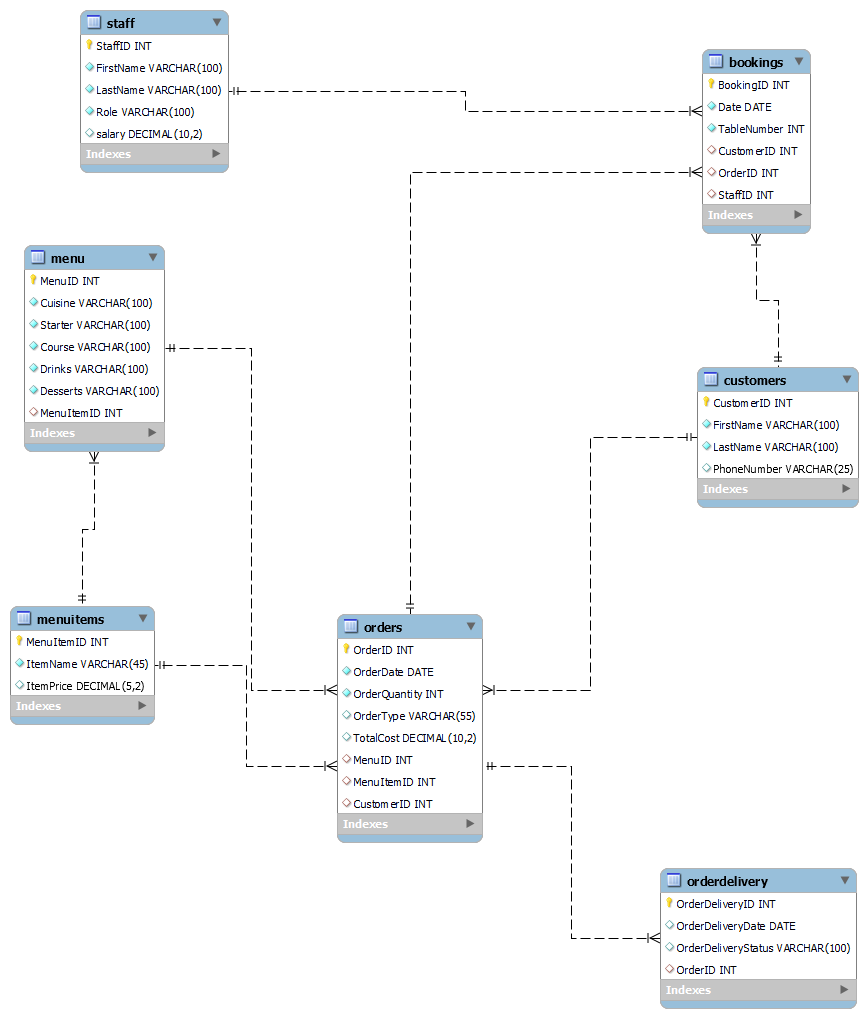 staff
StaffID INT
FirstName VARCHAR(100)
LastName VARCHAR(100)
Role VARCHAR(100)
salary DECIMAL(10,2)
Indexes
bookings
BookingID INT
Date DATE
TableNumber INT
CustomerID INT
OrderID INT
StaffID INT
Indexes
menu
MenuID INT
Cuisine VARCHAR(100)
Starter VARCHAR(100)
Course VARCHAR(100)
Drinks VARCHAR(100)
Desserts VARCHAR(100)
MenuItemID INT
Indexes
customers
CustomerID INT
FirstName VARCHAR(100)
LastName VARCHAR(100)
PhoneNumber VARCHAR(25)
Indexes
menuitems
MenuItemID INT
ItemName VARCHAR(45)
ItemPrice DECIMAL(5,2)
Indexes
orders
OrderID INT
OrderDate DATE
OrderQuantity INT
OrderType VARCHAR(55)
TotalCost DECIMAL(10,2)
MenuID INT
MenuItemID INT
CustomerID INT
Indexes
orderdelivery
OrderDeliveryID INT
OrderDeliveryDate DATE
OrderDeliveryStatus VARCHAR(100)
OrderID INT
Indexes